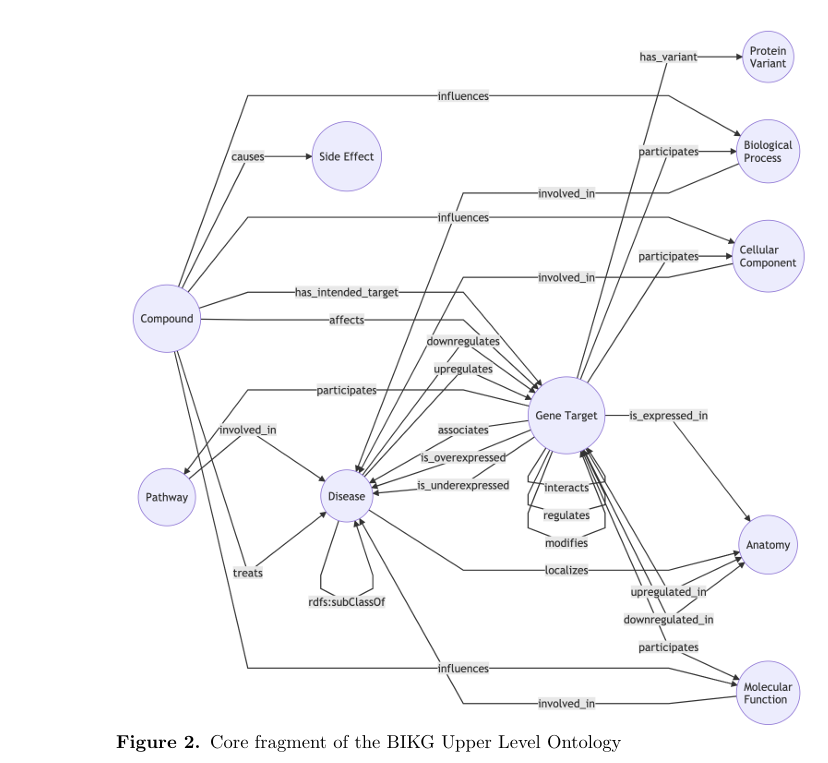 has_variant
Protein
Variant
influences
causes
Side Effect
participates
Biological
Process
involved_in
influences
participates
Cellular
Component
involved_in
has_intended_target
Compound
affects
downregulates
upregulates
participates
Gene Target
is_expressed_in
involved_in
associates
is_overexpressed
is_underexpressed
Pathway
Disease
interacts
regulates
modifies
Anatomy
treats
localizes
upregulated_in
rdfs:subClassOf
downregulated_in
participates
influences
Molecular
Function
involved_in
Figure 2. Core fragment of the BIKG Upper Level Ontology